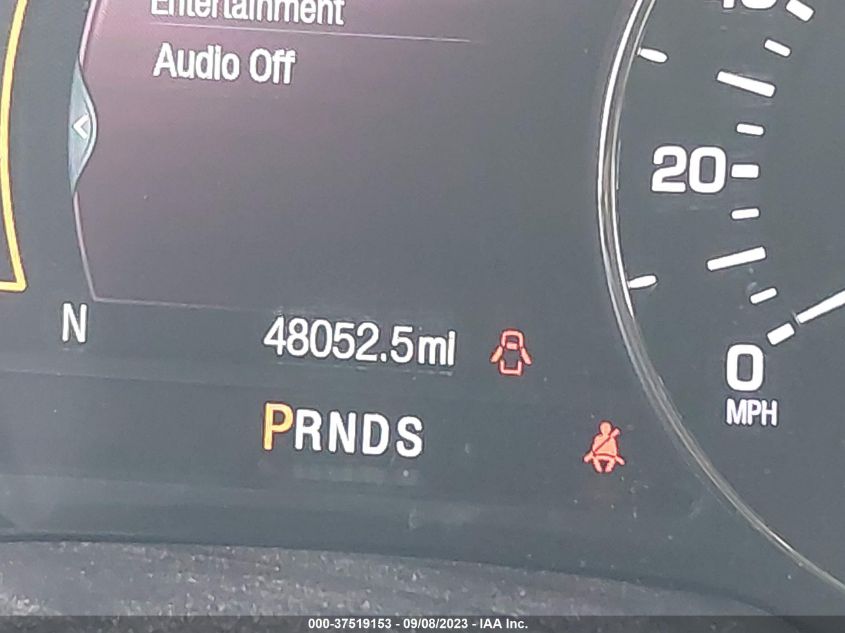 Entertainment
Audio Off
20
N
48052.5mi
0
MPH
PRNDS
000-37519153 - 09/08/2023 - IAA Inc.